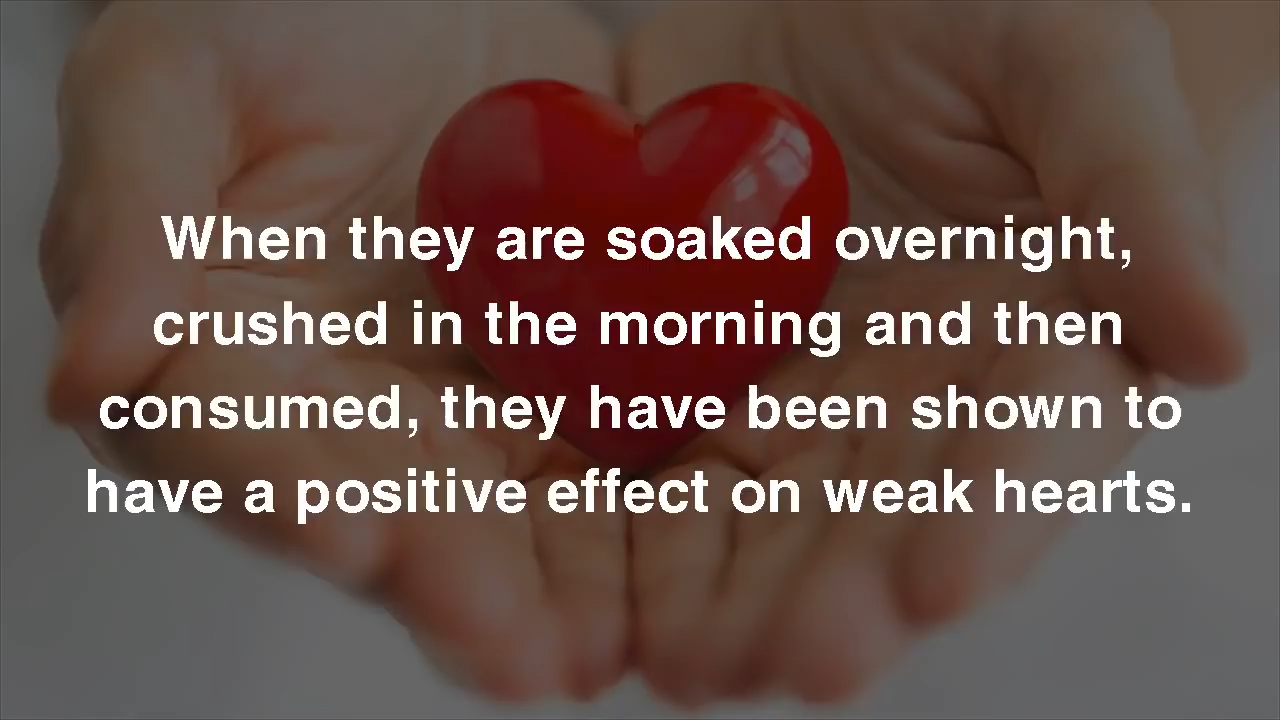 When they are soaked overnight,
crushed in the morning and then
consumed, they have been shown to
have a positive effect on weak hearts.